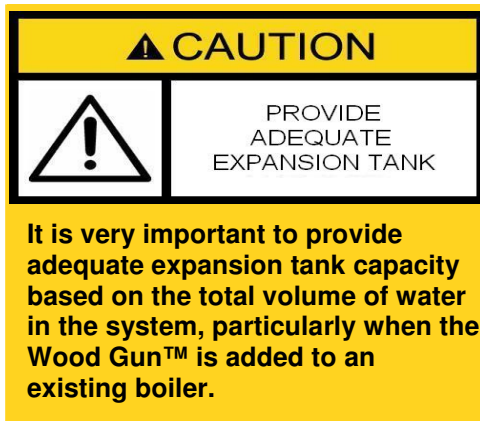 CAUTION
PROVIDE
ADEQUATE
EXPANSION TANK
It is very important to provide
adequate expansion tank capacity
based on the total volume of water
in the system, particularly when the
Wood Gun™ is added to an
existing boiler.